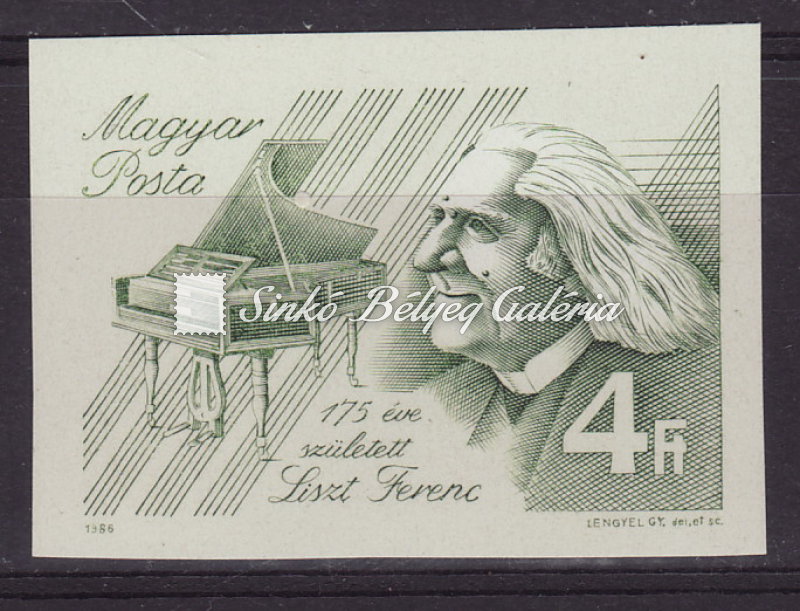 Magyar
Posta
Sinkó Bélyeg Galéria
175 éve
született
Liszt Ferenc
4 Ft
1986
LENGYEL GY. del,et sc.